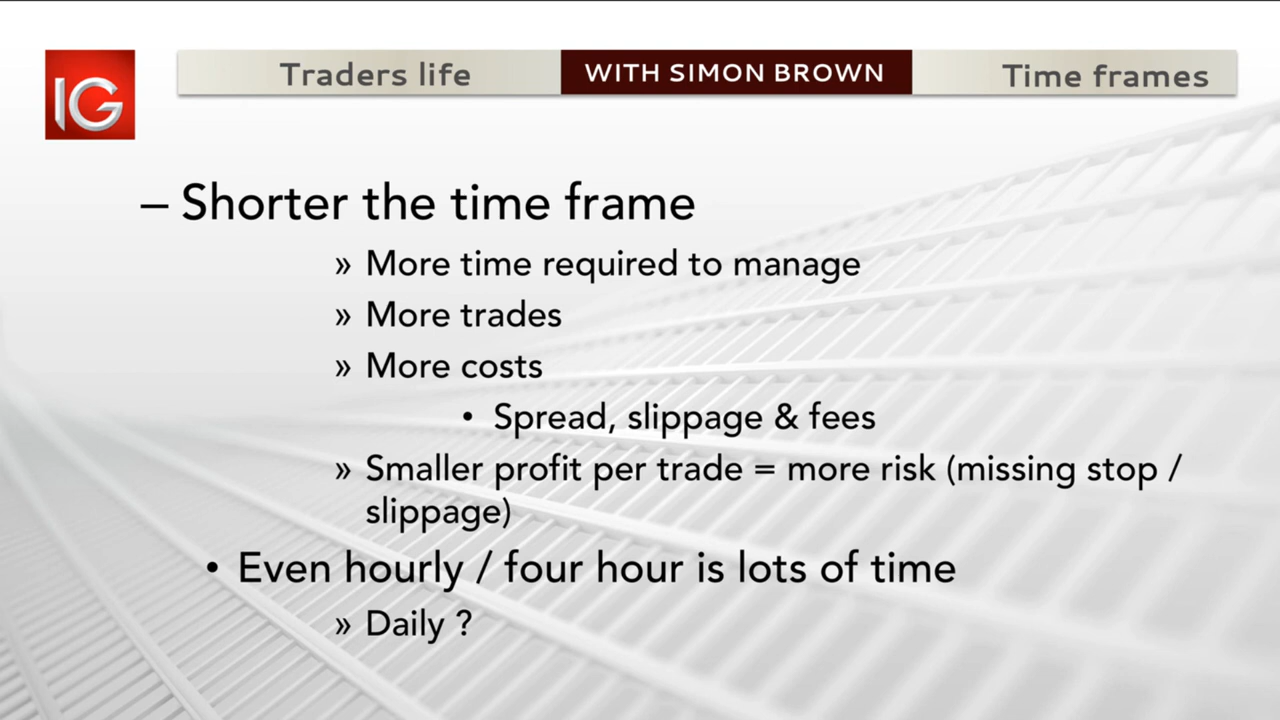 IG
Traders life
WITH SIMON BROWN
Time frames
– Shorter the time frame
» More time required to manage
» More trades
» More costs
• Spread, slippage & fees
» Smaller profit per trade = more risk (missing stop /
slippage)
• Even hourly / four hour is lots of time
» Daily ?